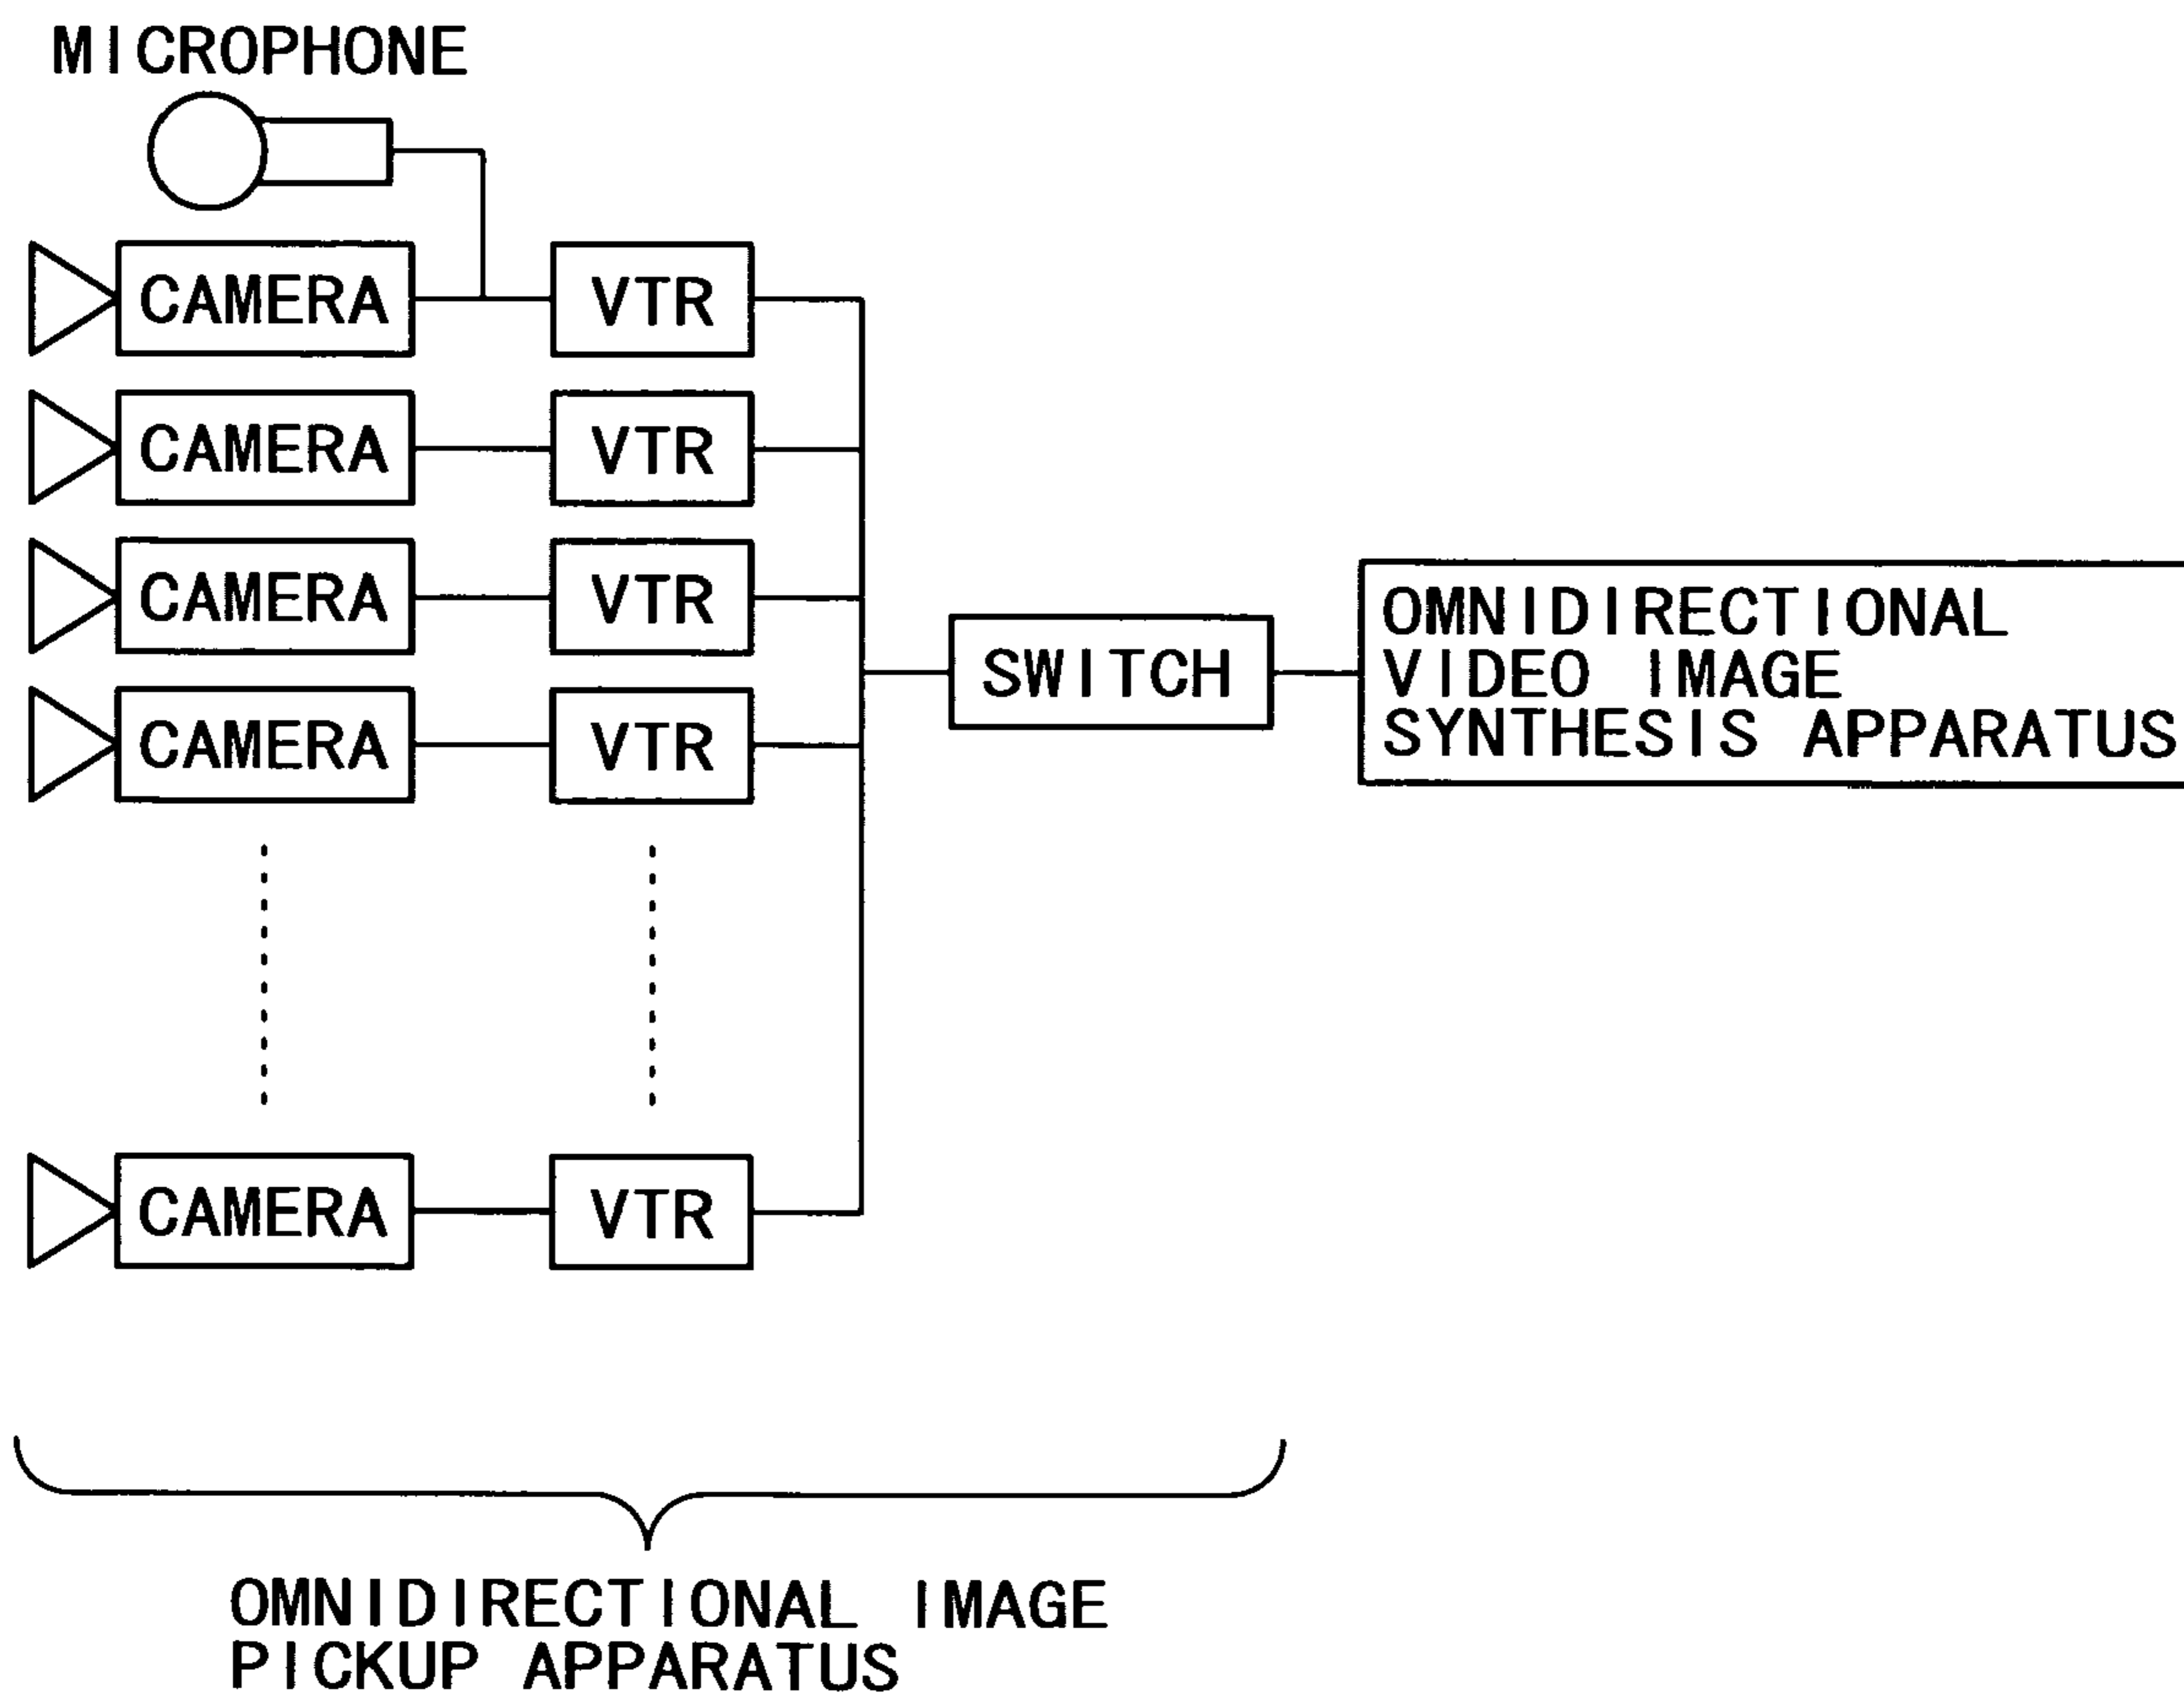 MICROPHONE
CAMERA VTR
CAMERA VTR
CAMERA VTR
CAMERA VTR
SWITCH
OMNIDIRECTIONAL
VIDEO IMAGE
SYNTHESIS APPARATUS
CAMERA VTR
OMNIDIRECTIONAL IMAGE
PICKUP APPARATUS